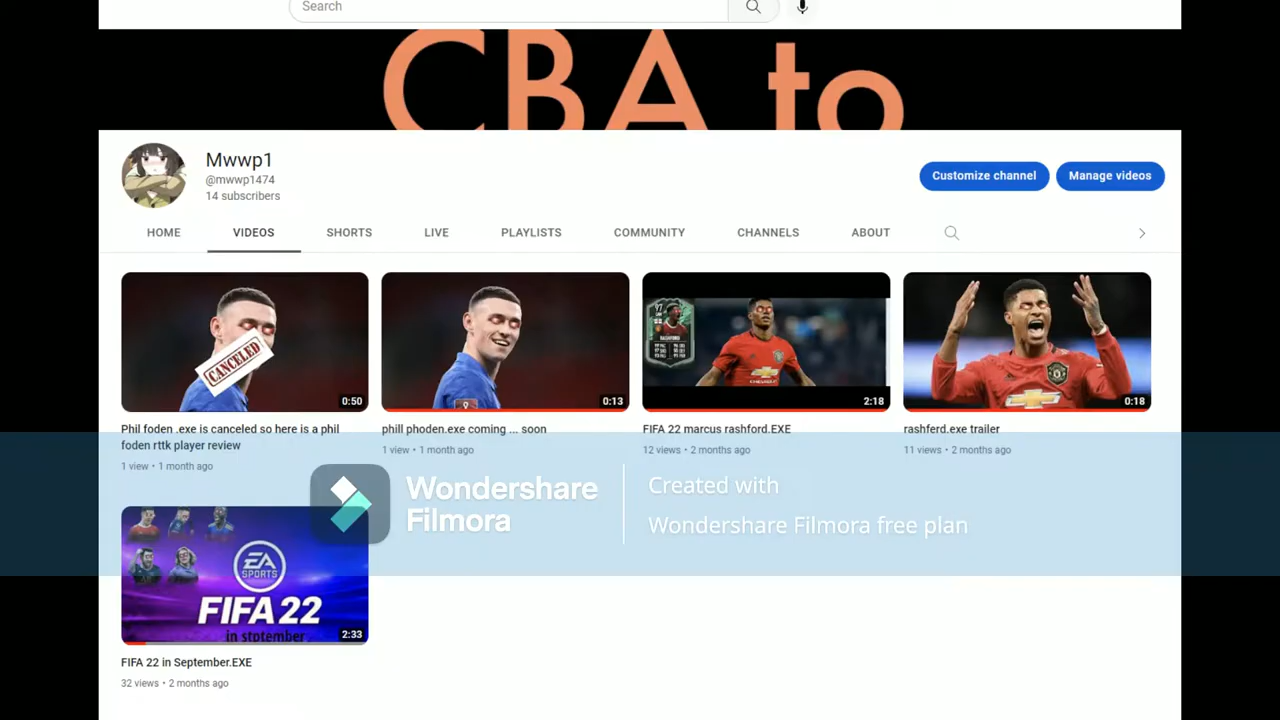 Search
CBA to
Mwwp1
@mwwp1474
14 subscribers
Customize channel
Manage videos
HOME
VIDEOS
SHORTS
LIVE
PLAYLISTS
COMMUNITY
CHANNELS
ABOUT
CANCELED
0:50
0:13
97
RASHFORD
CHEVROLET
2:18
0:18
Phil foden .exe is canceled so here is a phil
foden rttk player review
1 view • 1 month ago
phill phoden.exe coming ... soon
1 view • 1 month ago
FIFA 22 marcus rashford.EXE
12 views • 2 months ago
rashferd.exe trailer
11 views • 2 months ago
Wondershare
Filmora
Created with
Wondershare Filmora free plan
EA
SPORTS
FIFA 22
in stptember
2:33
FIFA 22 in September.EXE
32 views • 2 months ago